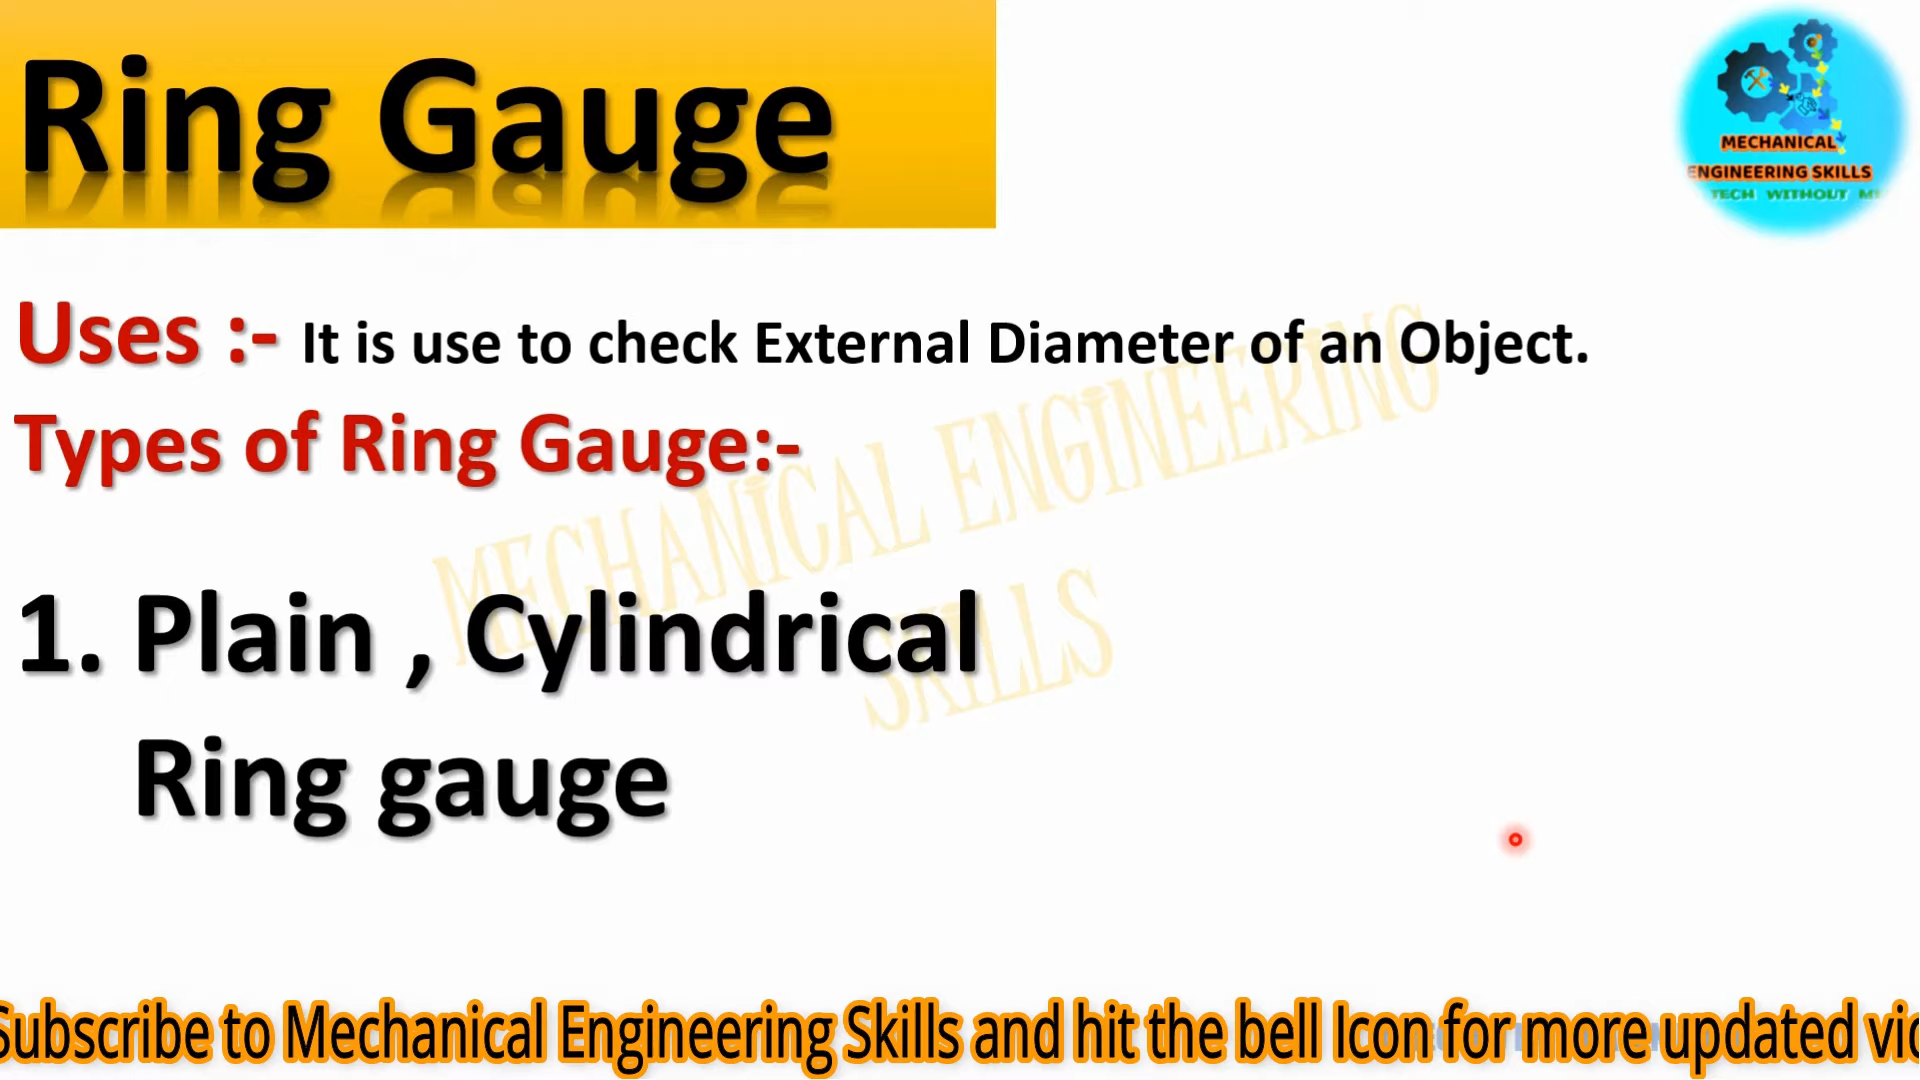 Ring Gauge
MECHANICAL
ENGINEERING SKILLS
TECH WITHOUT
Uses :- It is use to check External Diameter of an Object.
Types of Ring Gauge:-
MECHANICAL ENGINEERING
SKILLS
1. Plain , Cylindrical
Ring gauge
Subscribe to Mechanical Engineering Skills and hit the bell Icon for more updated